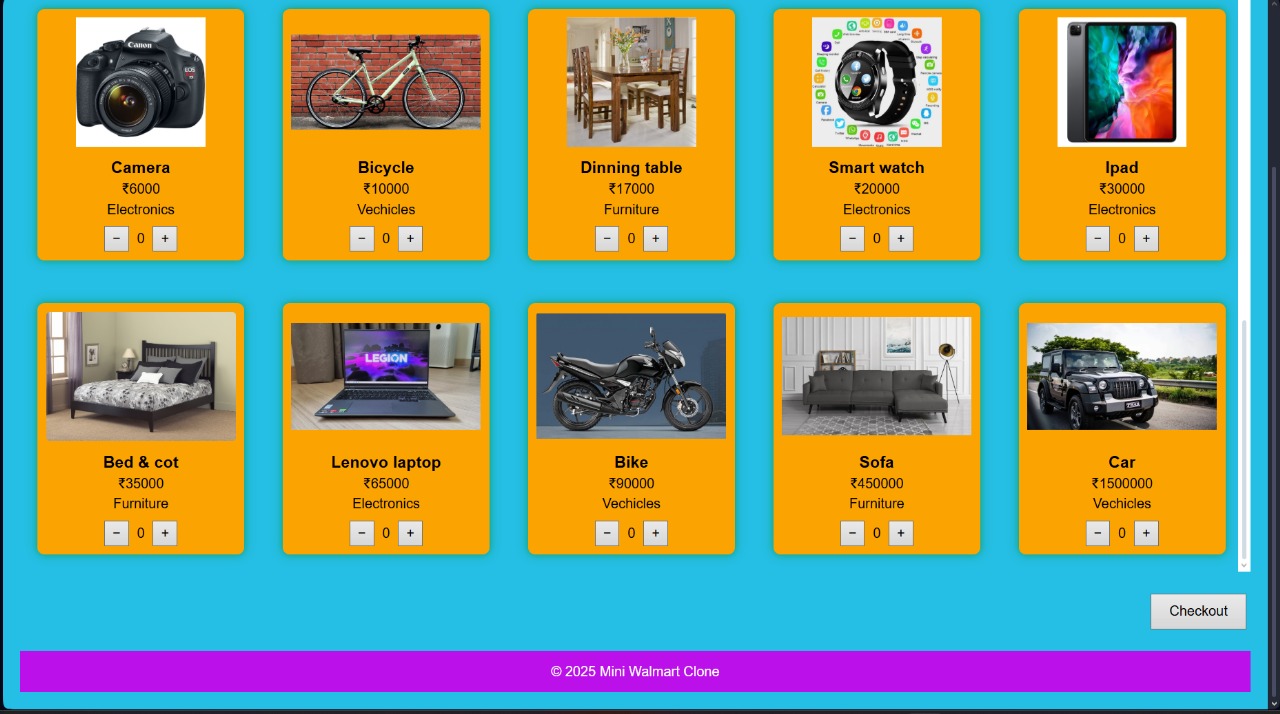 Canon
EOS
Camera
₹6000
Electronics
− 0 +
Bicycle
₹10000
Vechicles
− 0 +
Dinning table
₹17000
Furniture
− 0 +
Smart watch
₹20000
Electronics
− 0 +
Ipad
₹30000
Electronics
− 0 +
Bed & cot
₹35000
Furniture
− 0 +
LEGION
Lenovo laptop
₹65000
Electronics
− 0 +
Bike
₹90000
Vechicles
− 0 +
Sofa
₹450000
Furniture
− 0 +
Car
₹1500000
Vechicles
− 0 +
Checkout
© 2025 Mini Walmart Clone